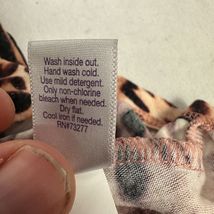 Wash inside out.
Hand wash cold.
Use mild detergent.
Only non-chlorine
bleach when needed.
Dry flat.
Cool iron if needed.
RN#73277